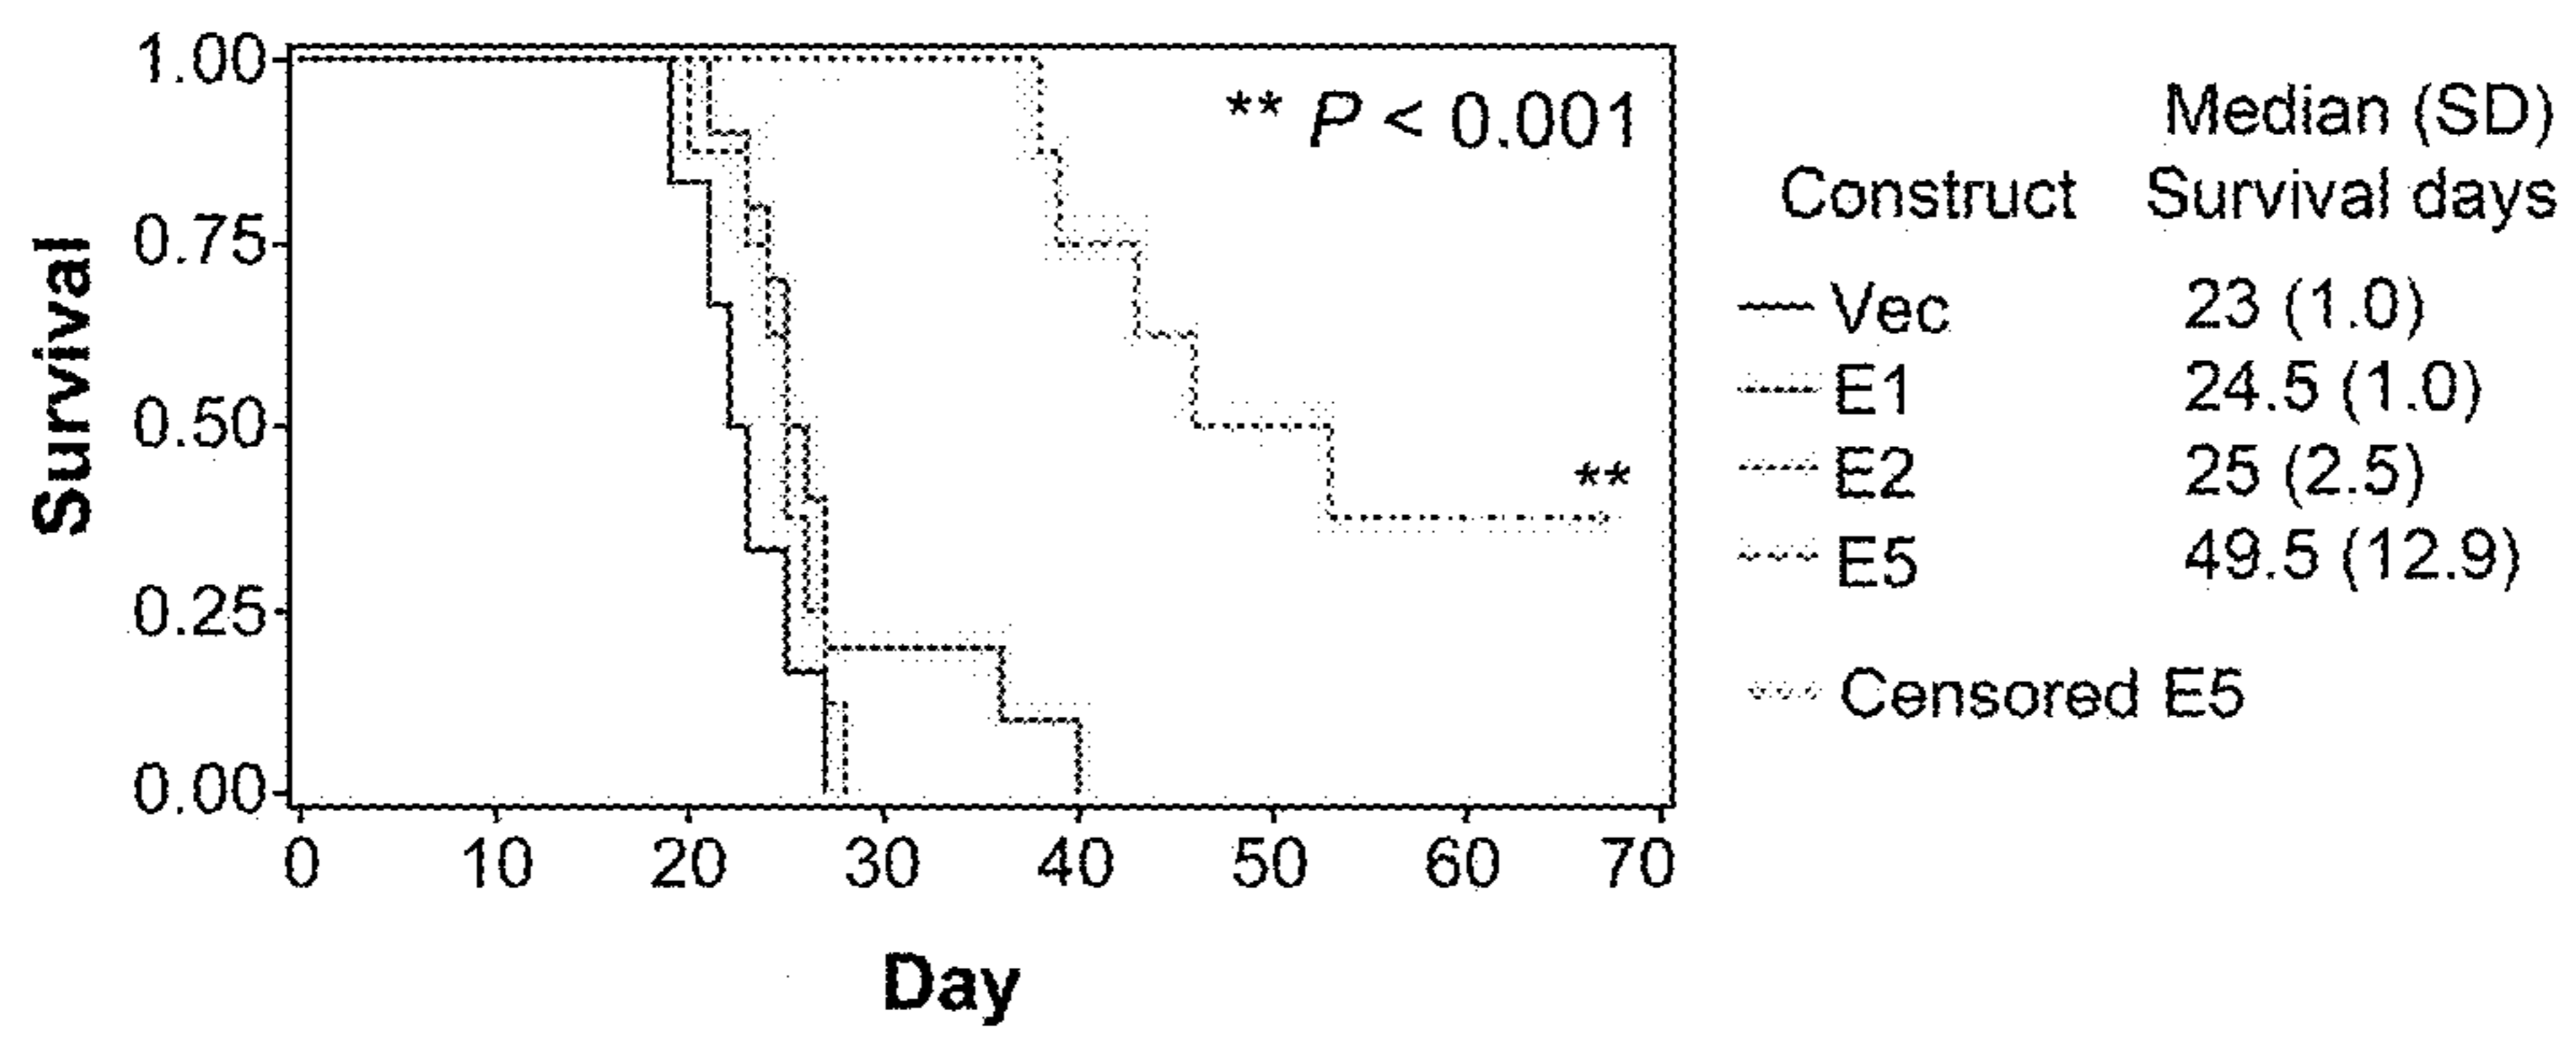 Survival
1.00
0.75
0.50
0.25
0.00
0 10 20 30 40 50 60 70
Day
** P < 0.001
**
Median (SD)
Construct Survival days
Vec 23 (1.0)
E1 24.5 (1.0)
E2 25 (2.5)
E5 49.5 (12.9)
Censored E5